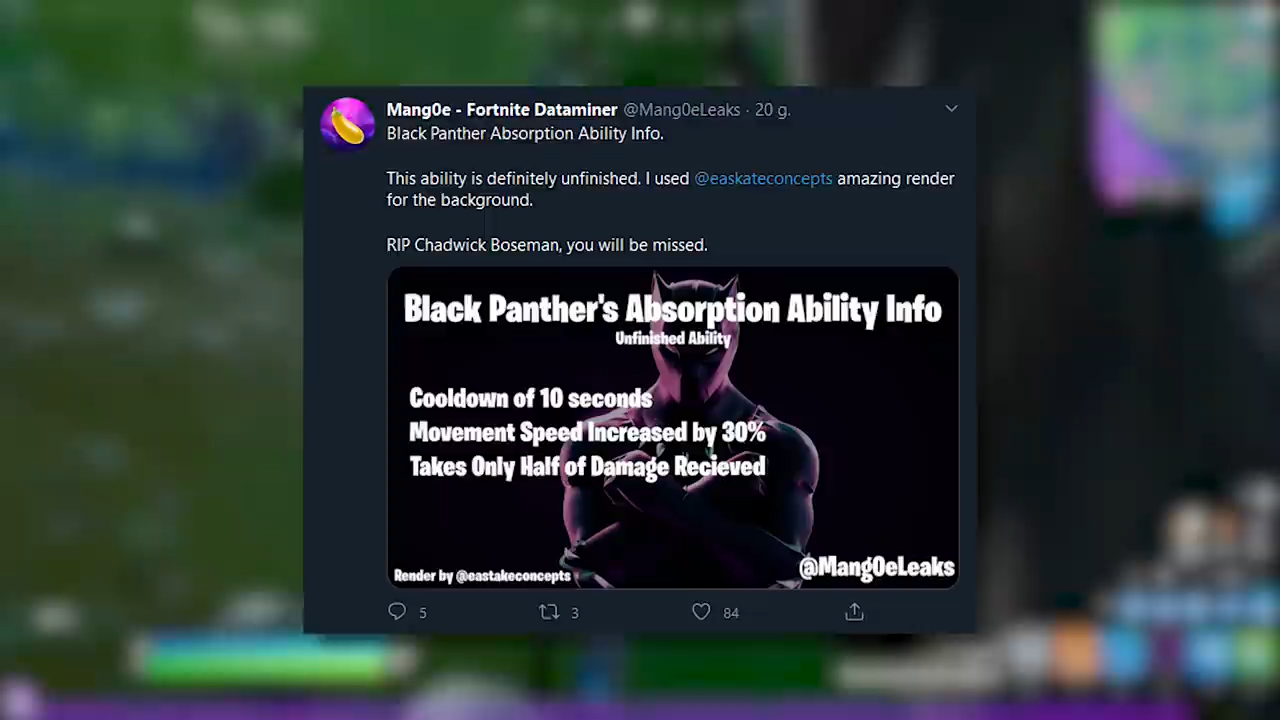 Mang0e - Fortnite Dataminer @Mang0eLeaks · 20 g.
Black Panther Absorption Ability Info.
This ability is definitely unfinished. I used @easkateconcepts amazing render
for the background.
RIP Chadwick Boseman, you will be missed.
Black Panther's Absorption Ability Info
Unfinished Ability
Cooldown of 10 seconds
Movement Speed Increased by 30%
Takes Only Half of Damage Recieved
Render by @eastakeconcepts
@Mang0eLeaks
5
3
84